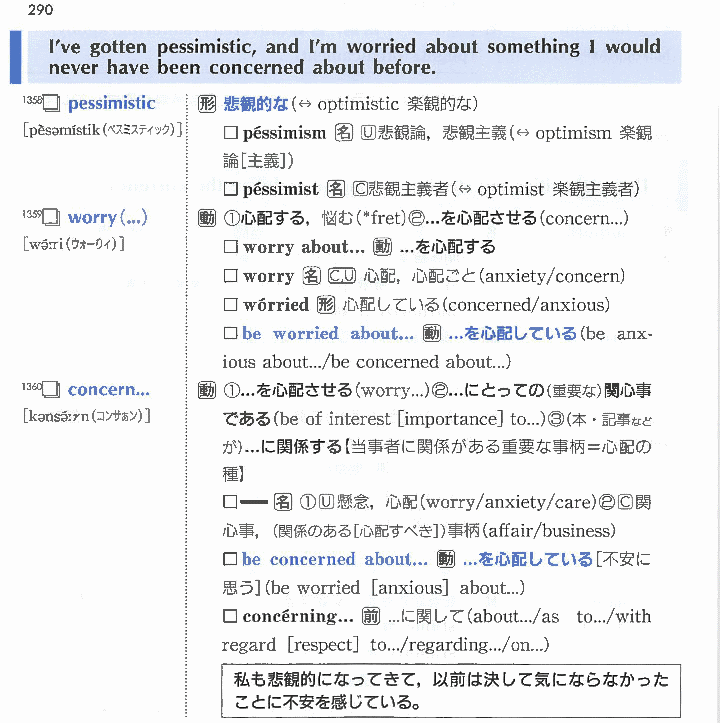 290
I've gotten pessimistic, and I'm worried about something I would
never have been concerned about before.
1358□ pessimistic
[pèsəmístik(ペスミスティック)]
形 悲観的な(↔ optimistic 楽観的な)
□ péssimism 名 U悲観論，悲観主義(↔ optimism 楽観
論[主義])
□ péssimist 名 C悲観主義者(↔ optimist 楽観主義者)
1359□ worry(...)
[wə́ːri(ウォーウィ)]
動 ①心配する，悩む(*fret)②...を心配させる(concern...)
□ worry about... 動 ...を心配する
□ worry 名 C,U 心配，心配ごと(anxiety/concern)
□ wórried 形 心配している(concerned/anxious)
□ be worried about... 動 ...を心配している(be anx-
ious about.../be concerned about...)
1360□ concern...
[kənsə́ːrn(コンサぁン)]
動 ①...を心配させる(worry...)②...にとっての(重要な)関心事
である(be of interest [importance] to...)③(本・記事など
が)...に関係する【当事者に関係がある重要な事柄＝心配の
種】
□━ 名 ①U懸念，心配(worry/anxiety/care)②C関
心事，(関係のある[心配すべき])事柄(affair/business)
□ be concerned about... 動 ...を心配している[不安に
思う](be worried [anxious] about...)
□ concérning... 前 ...に関して(about.../as to.../with
regard [respect] to.../regarding.../on...)
私も悲観的になってきて，以前は決して気にならなかった
ことに不安を感じている。